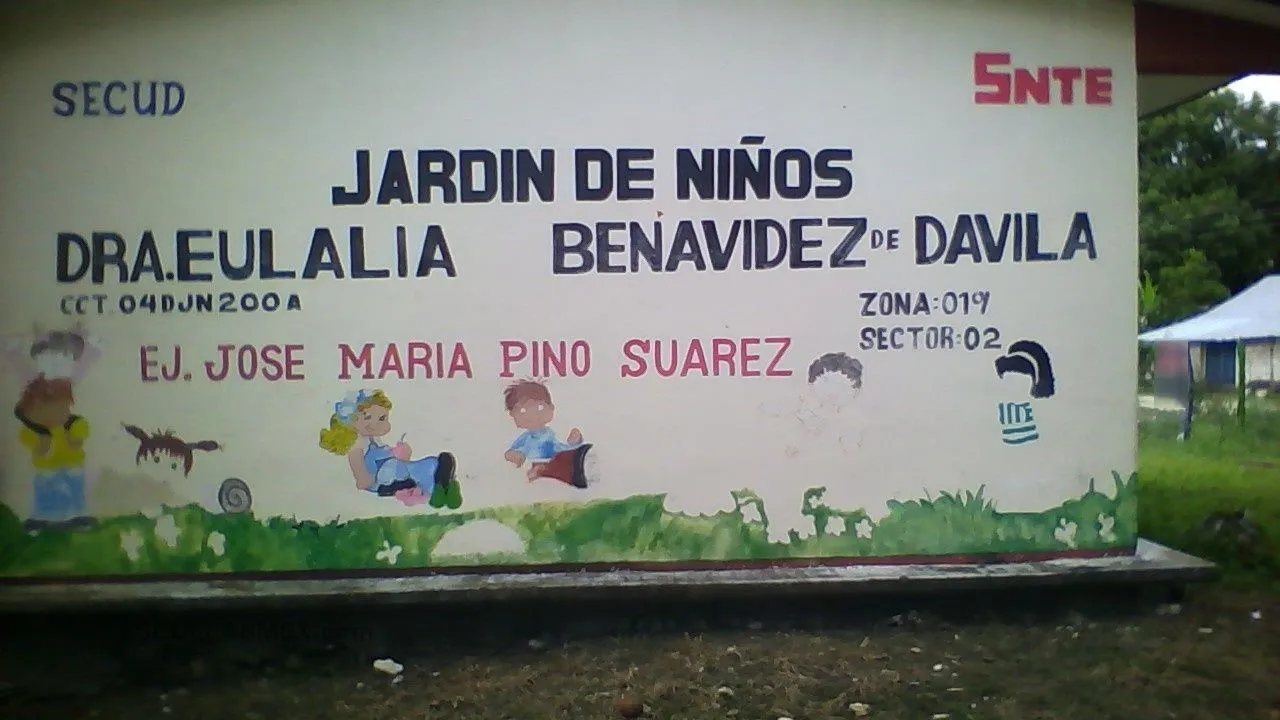 SECUD
SNTE
JARDIN DE NIÑOS
DRA. EULALIA BENAVIDEZ DE DAVILA
CCT. 04DJN200A
ZONA:019
SECTOR:02
EJ. JOSE MARIA PINO SUAREZ